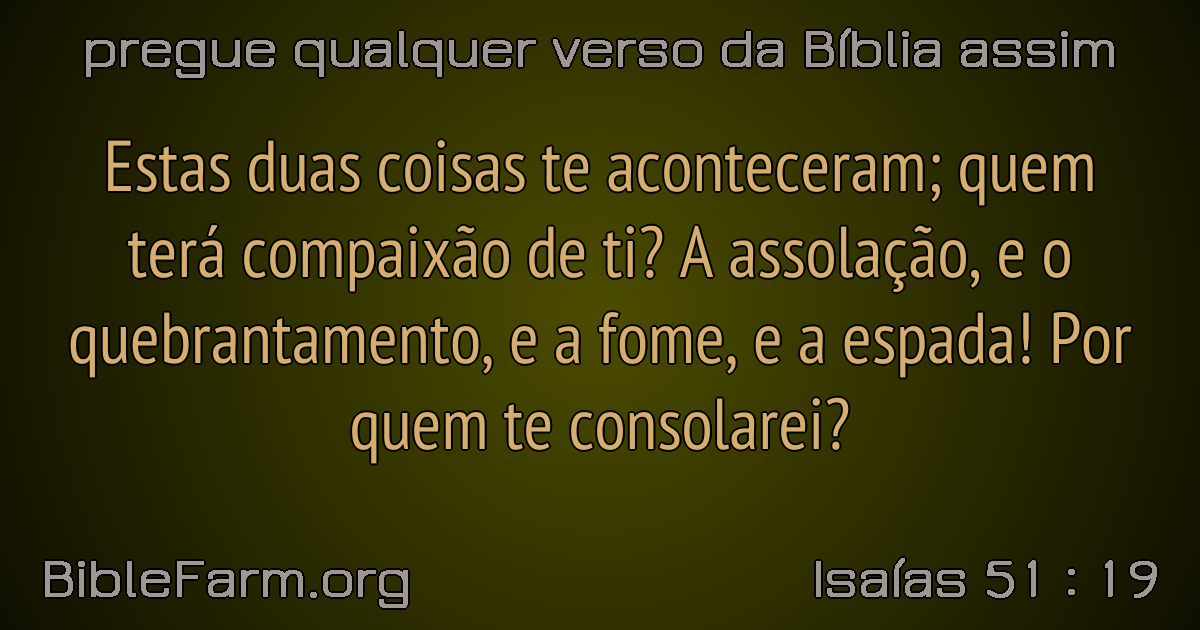 pregue qualquer verso da Bíblia assim
Estas duas coisas te aconteceram; quem
terá compaixão de ti? A assolação, e o
quebrantamento, e a fome, e a espada! Por
quem te consolarei?
BibleFarm.org
Isaías 51 : 19